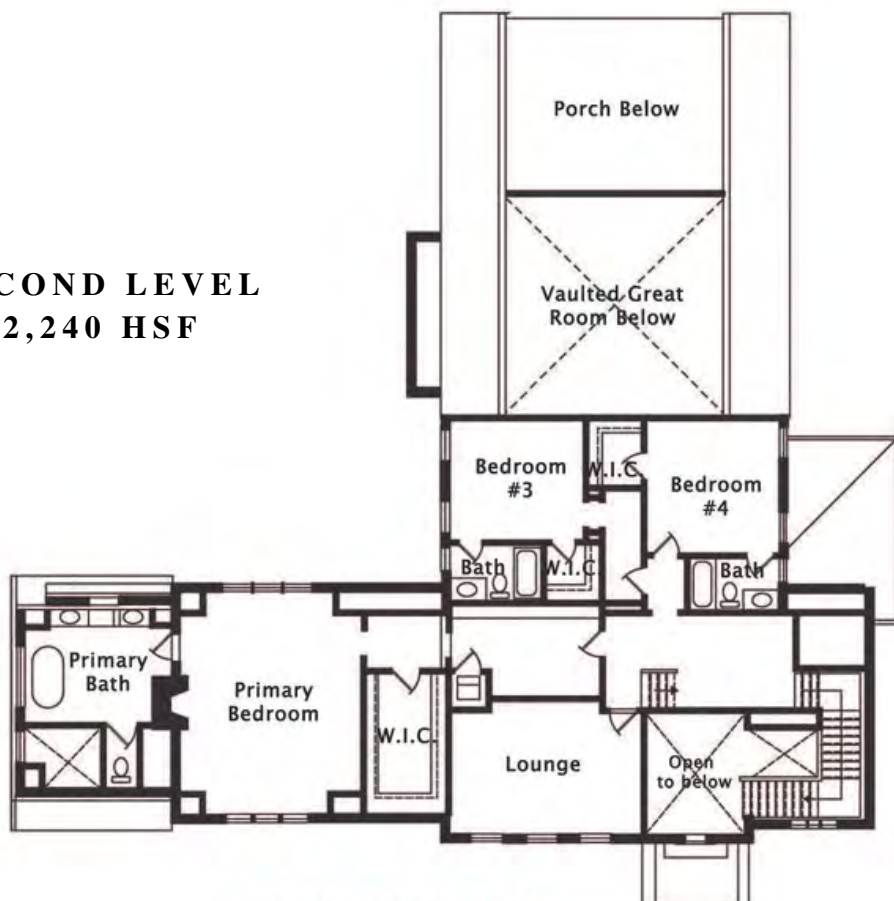 Porch Below
COND LEVEL
2,240 HSF
Vaulted Great
Room Below
Bedroom
#3
W.I.C.
Bedroom
#4
Bath
W.I.C
Bath
Primary
Bath
Primary
Bedroom
W.I.C.
Lounge
Open
to below